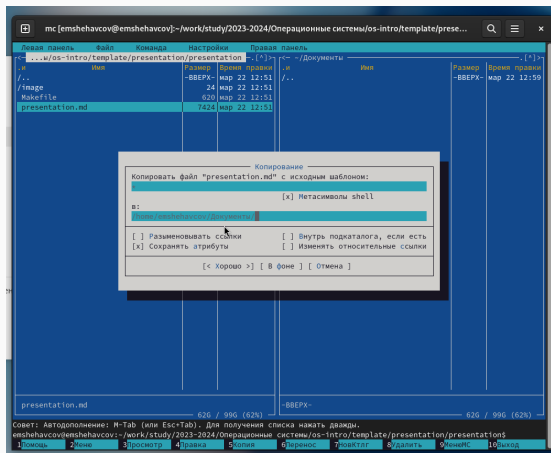 mc [emshehavcov@emshehavcov]:~/work/study/2023-2024/Операционные системы/os-intro/template/prese...
Левая панель Файл Команда Настройки Правая панель
...w/os-intro/template/presentation/presentation .[^]> <- ~/Документы .[^]>
.и Имя Размер Время правки .и Имя Размер Время правки
/.. -ВВЕРХ- мар 22 12:51 /.. -ВВЕРХ- мар 22 12:59
/image 24 мар 22 12:51
Makefile 620 мар 22 12:51
presentation.md 7424 мар 22 12:51
Копирование
Копировать файл "presentation.md" с исходным шаблоном:
*
[x] Метасимволы shell
в:
/home/emshehavcov/Документы/
[ ] Разыменовывать ссылки [ ] Внутрь подкаталога, если есть
[x] Сохранять атрибуты [ ] Изменять относительные ссылки
[< Хорошо >] [ В фоне ] [ Отмена ]
presentation.md -ВВЕРХ-
62G / 99G (62%) 62G / 99G (62%)
Совет: Автодополнение: M-Tab (или Esc+Tab). Для получения списка нажать дважды.
emshehavcov@emshehavcov:~/work/study/2023-2024/Операционные системы/os-intro/template/presentation/presentation$
1Помощь 2Меню 3Просмотр 4Правка 5Копия 6Перенос 7НовКтлг 8Удалить 9МенюMC 10Выход